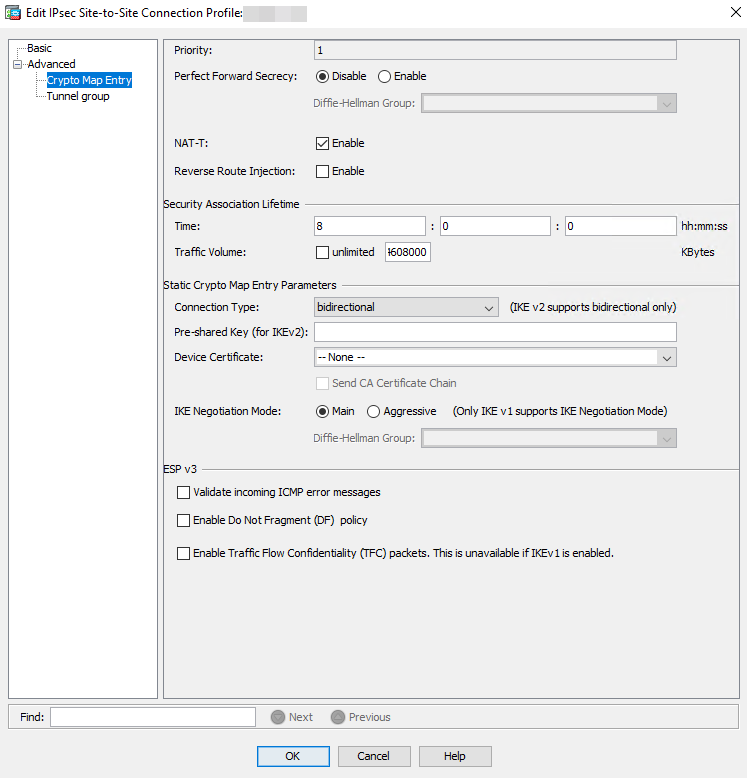 Edit IPsec Site-to-Site Connection Profile:
Basic
Advanced
Crypto Map Entry
Tunnel group
Priority: 1
Perfect Forward Secrecy: Disable Enable
Diffie-Hellman Group:
NAT-T: Enable
Reverse Route Injection: Enable
Security Association Lifetime
Time: 8 : 0 : 0 hh:mm:ss
Traffic Volume: unlimited 4608000 KBytes
Static Crypto Map Entry Parameters
Connection Type: bidirectional (IKE v2 supports bidirectional only)
Pre-shared Key (for IKEv2):
Device Certificate: -- None --
Send CA Certificate Chain
IKE Negotiation Mode: Main Aggressive (Only IKE v1 supports IKE Negotiation Mode)
Diffie-Hellman Group:
ESP v3
Validate incoming ICMP error messages
Enable Do Not Fragment (DF) policy
Enable Traffic Flow Confidentiality (TFC) packets. This is unavailable if IKEv1 is enabled.
Find: Next Previous
OK Cancel Help